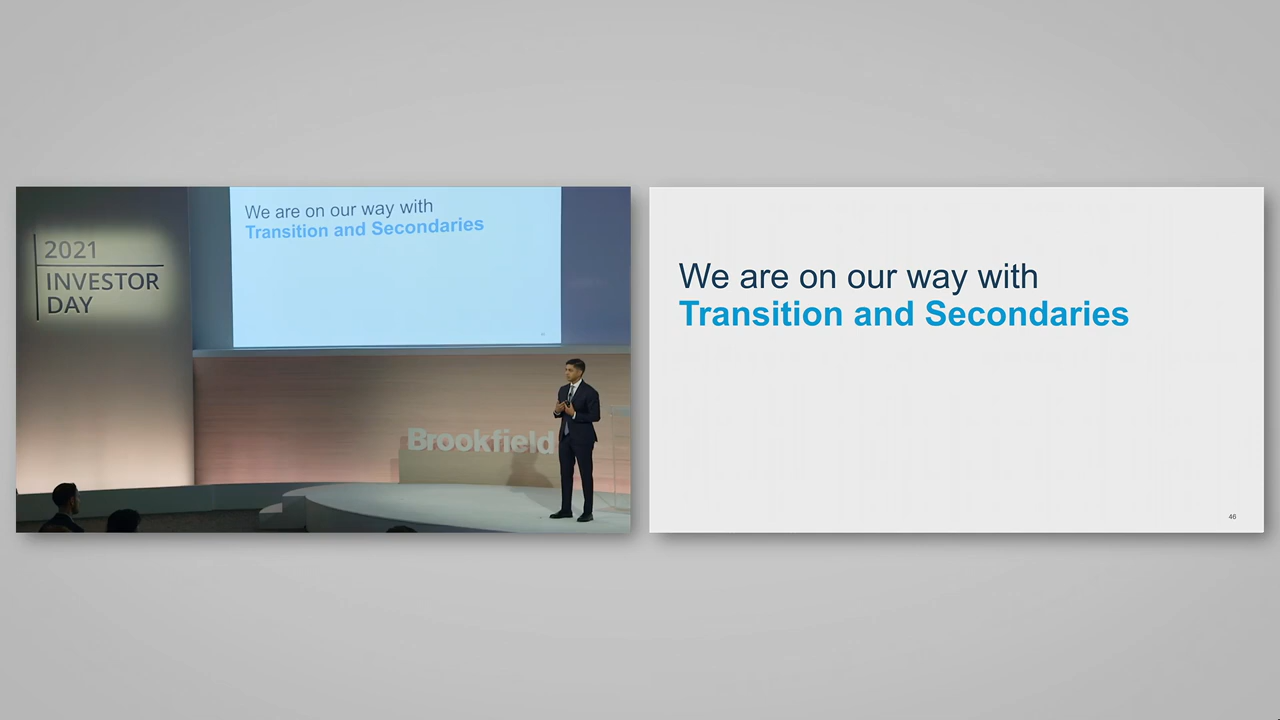 2021
INVESTOR
DAY
We are on our way with
Transition and Secondaries
Brookfield
We are on our way with
Transition and Secondaries
46